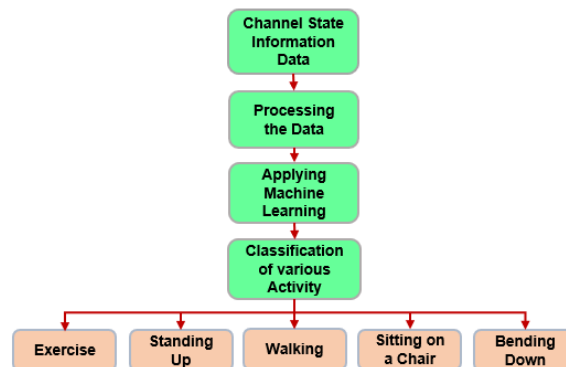 Channel State
Information
Data
Processing
the Data
Applying
Machine
Learning
Classification
of various
Activity
Exercise
Standing
Up
Walking
Sitting on
a Chair
Bending
Down